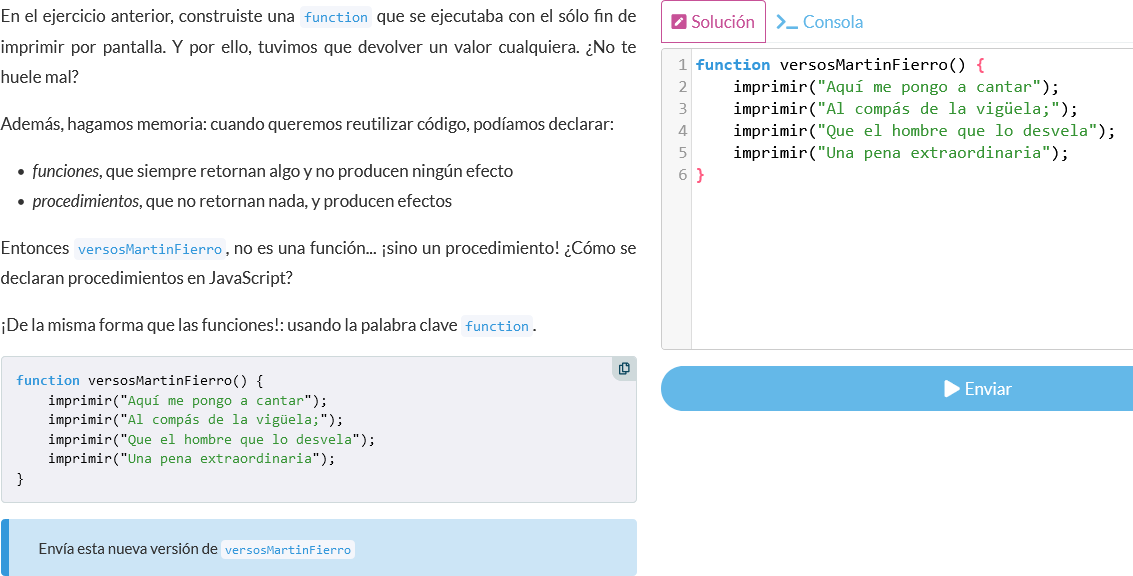 En el ejercicio anterior, construiste una function que se ejecutaba con el sólo fin de
imprimir por pantalla. Y por ello, tuvimos que devolver un valor cualquiera. ¿No te
huele mal?
Además, hagamos memoria: cuando queremos reutilizar código, podíamos declarar:
• funciones, que siempre retornan algo y no producen ningún efecto
• procedimientos, que no retornan nada, y producen efectos
Entonces versosMartinFierro, no es una función... ¡sino un procedimiento! ¿Cómo se
declaran procedimientos en JavaScript?
¡De la misma forma que las funciones!: usando la palabra clave function.
function versosMartinFierro() {
    imprimir("Aquí me pongo a cantar");
    imprimir("Al compás de la vigüela;");
    imprimir("Que el hombre que lo desvela");
    imprimir("Una pena extraordinaria");
}
Envía esta nueva versión de versosMartinFierro
Solución
>_ Consola
1 function versosMartinFierro() {
2     imprimir("Aquí me pongo a cantar");
3     imprimir("Al compás de la vigüela;");
4     imprimir("Que el hombre que lo desvela");
5     imprimir("Una pena extraordinaria");
6 }
Enviar